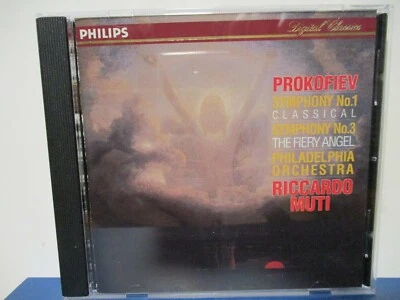 PHILIPS
Digital Classics
PROKOFIEV
SYMPHONY No.1
CLASSICAL
SYMPHONY No.3
THE FIERY ANGEL
PHILADELPHIA
ORCHESTRA
RICCARDO
MUTI